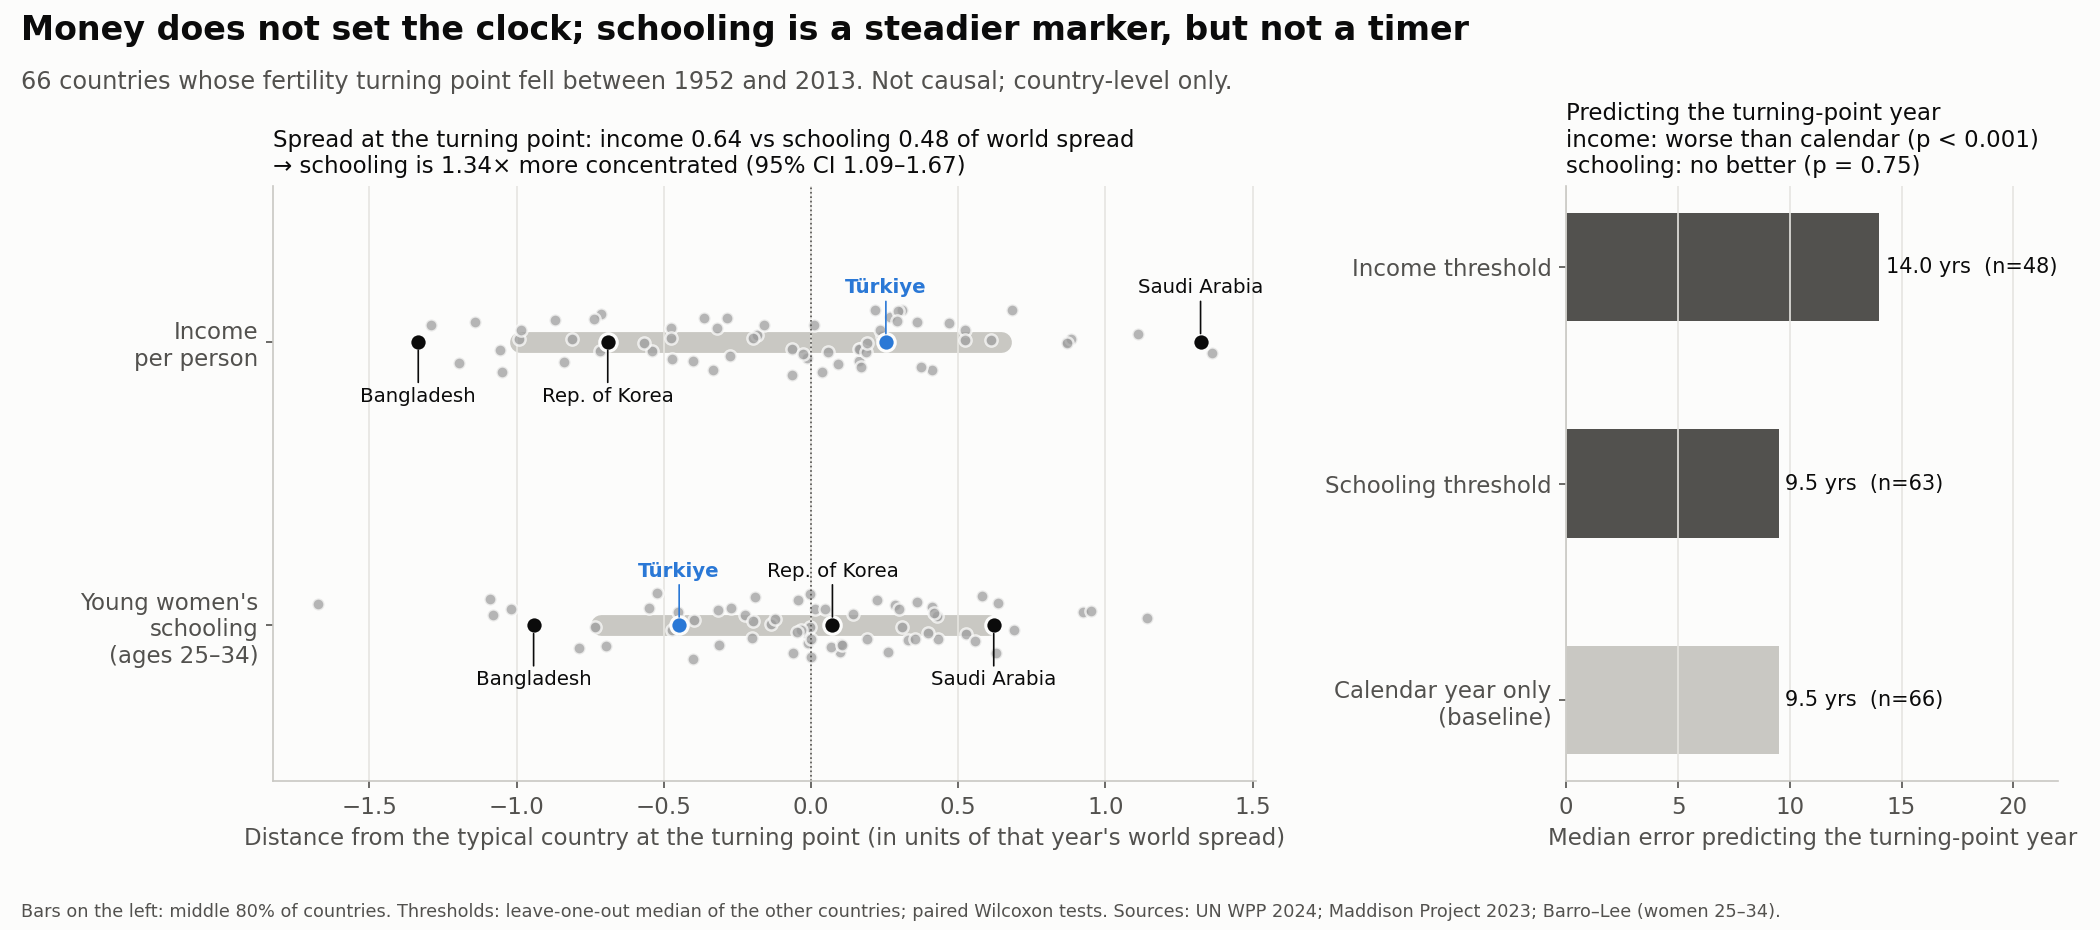 Money does not set the clock; schooling is a steadier marker, but not a timer
66 countries whose fertility turning point fell between 1952 and 2013. Not causal; country-level only.
Spread at the turning point: income 0.64 vs schooling 0.48 of world spread
→ schooling is 1.34× more concentrated (95% CI 1.09–1.67)
Türkiye
Saudi Arabia
Income
per person
Bangladesh
Rep. of Korea
Türkiye
Rep. of Korea
Young women's
schooling
(ages 25–34)
Bangladesh
Saudi Arabia
−1.5
−1.0
−0.5
0.0
0.5
1.0
1.5
Distance from the typical country at the turning point (in units of that year's world spread)
Predicting the turning-point year
income: worse than calendar (p < 0.001)
schooling: no better (p = 0.75)
Income threshold
14.0 yrs (n=48)
Schooling threshold
9.5 yrs (n=63)
Calendar year only
(baseline)
9.5 yrs (n=66)
0
5
10
15
20
Median error predicting the turning-point year
Bars on the left: middle 80% of countries. Thresholds: leave-one-out median of the other countries; paired Wilcoxon tests. Sources: UN WPP 2024; Maddison Project 2023; Barro–Lee (women 25–34).